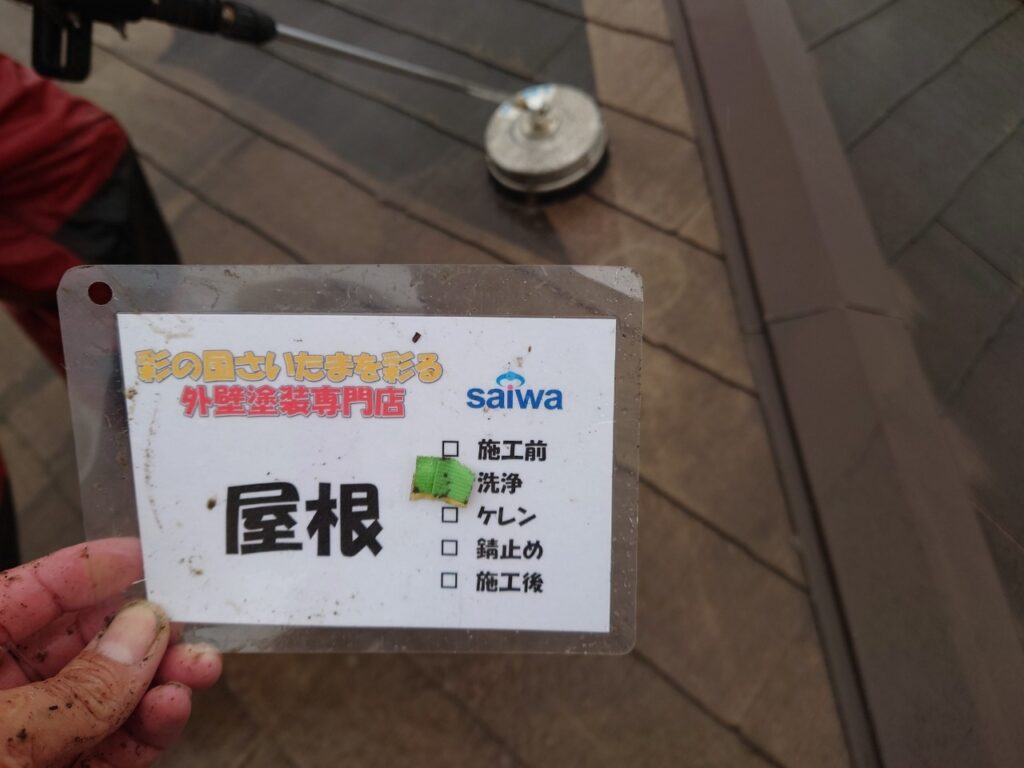 彩の国さいたまを彩る
外壁塗装専門店
saiwa
屋根
施工前
洗浄
ケレン
錆止め
施工後